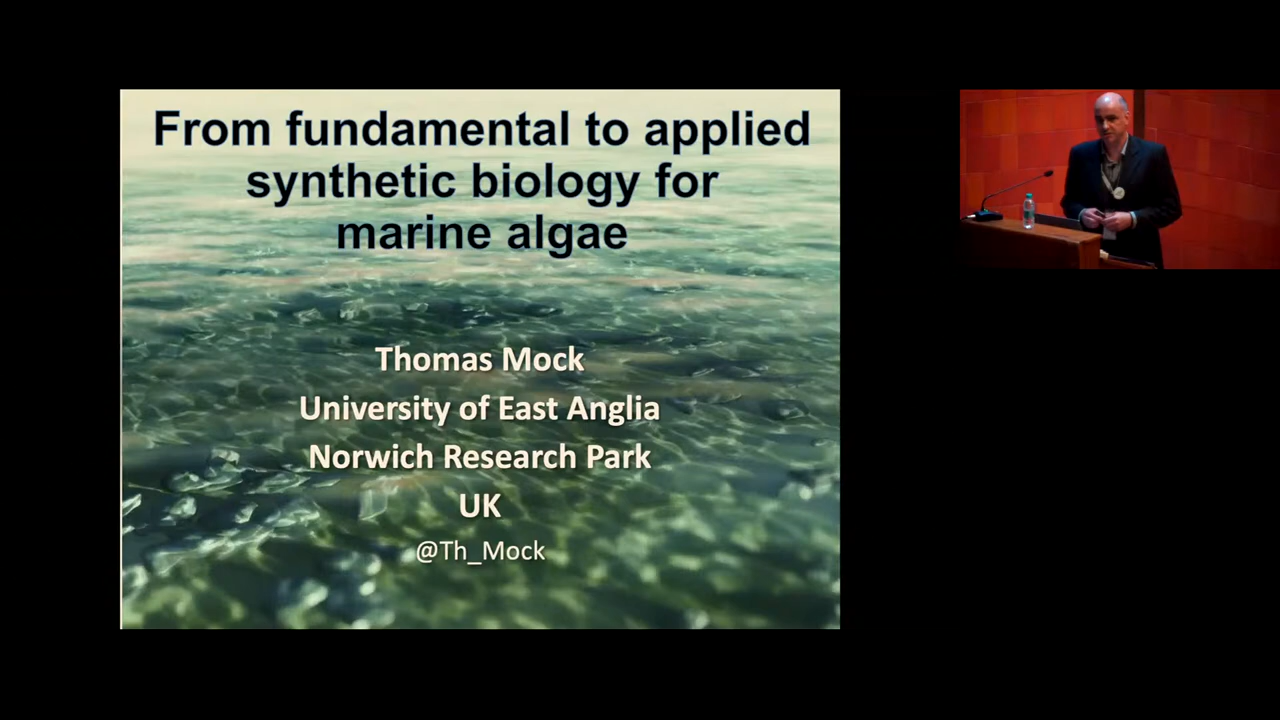 From fundamental to applied
synthetic biology for
marine algae
Thomas Mock
University of East Anglia
Norwich Research Park
UK
@Th_Mock